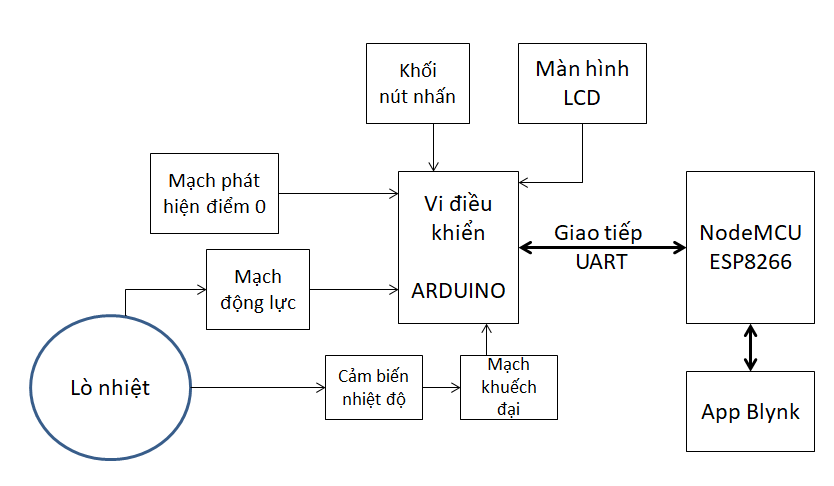 Khối
nút nhấn
Màn hình
LCD
Mạch phát
hiện điểm 0
Vi điều
khiển
ARDUINO
Giao tiếp
UART
NodeMCU
ESP8266
Mạch
động lực
Lò nhiệt
Cảm biến
nhiệt độ
Mạch
khuếch
đại
App Blynk